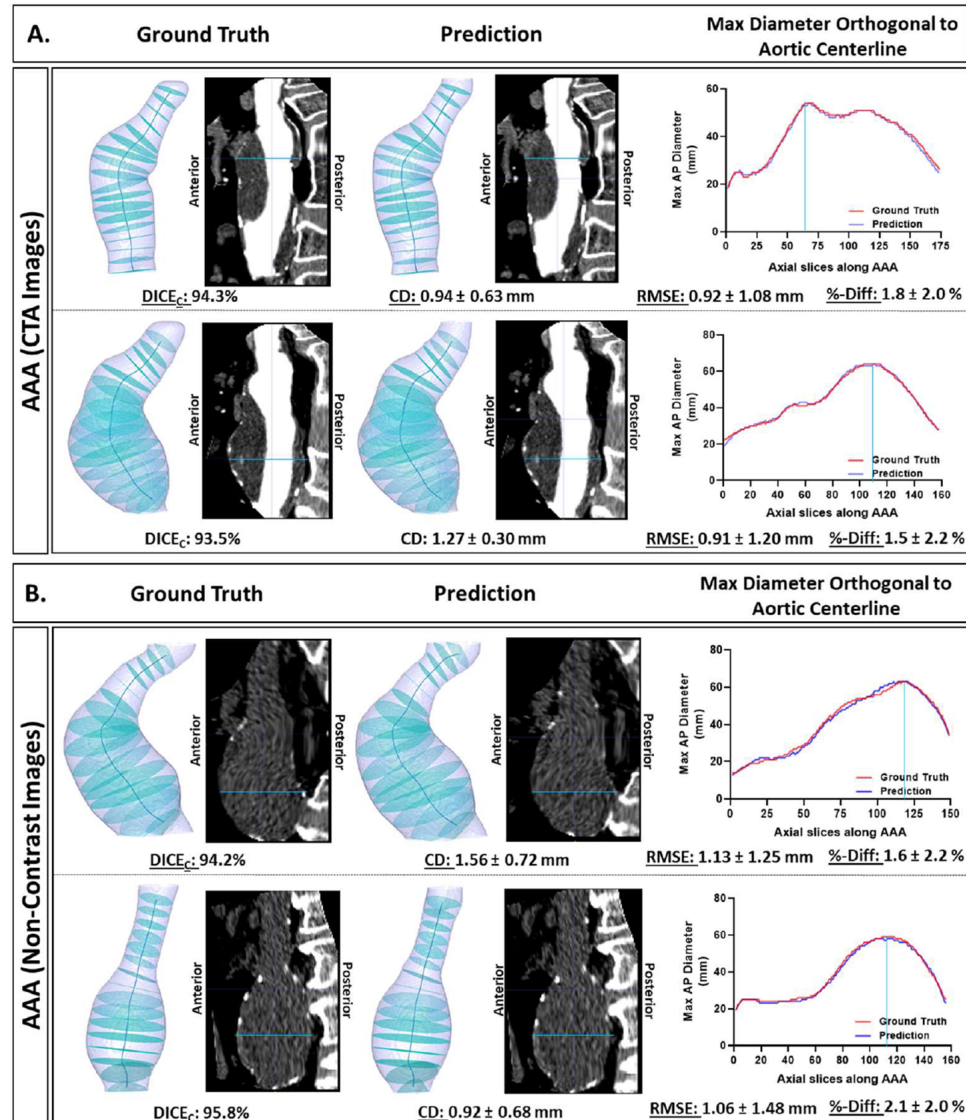 A.
Ground Truth
Prediction
Max Diameter Orthogonal to
Aortic Centerline
AAA (CTA Images)
Anterior
Posterior
Anterior
Posterior
Max AP Diameter
(mm)
60
40
20
0
Ground Truth
Prediction
0 25 50 75 100 125 150 175
Axial slices along AAA
DICEC: 94.3%
CD: 0.94 ± 0.63 mm
RMSE: 0.92 ± 1.08 mm
%-Diff: 1.8 ± 2.0 %
Anterior
Posterior
Anterior
Posterior
Max AP Diameter
(mm)
80
60
40
20
0
Ground Truth
Prediction
0 20 40 60 80 100 120 140 160
Axial slices along AAA
DICEC: 93.5%
CD: 1.27 ± 0.30 mm
RMSE: 0.91 ± 1.20 mm
%-Diff: 1.5 ± 2.2 %
B.
Ground Truth
Prediction
Max Diameter Orthogonal to
Aortic Centerline
AAA (Non-Contrast Images)
Anterior
Posterior
Anterior
Posterior
Max AP Diameter
(mm)
80
60
40
20
0
Ground Truth
Prediction
0 25 50 75 100 125 150
Axial slices along AAA
DICEC: 94.2%
CD: 1.56 ± 0.72 mm
RMSE: 1.13 ± 1.25 mm
%-Diff: 1.6 ± 2.2 %
Anterior
Posterior
Anterior
Posterior
Max AP Diameter
(mm)
80
60
40
20
0
Ground Truth
Prediction
0 20 40 60 80 100 120 140 160
Axial slices along AAA
DICEC: 95.8%
CD: 0.92 ± 0.68 mm
RMSE: 1.06 ± 1.48 mm
%-Diff: 2.1 ± 2.0 %